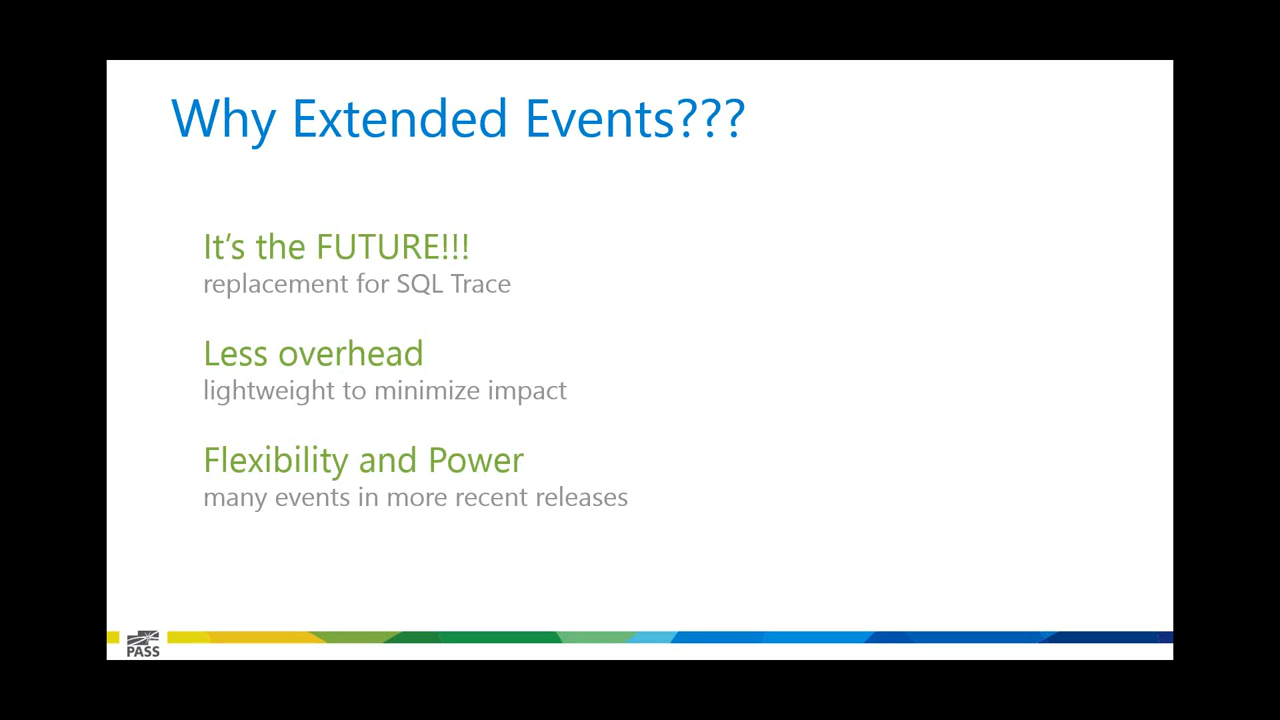 Why Extended Events???
It’s the FUTURE!!!
replacement for SQL Trace
Less overhead
lightweight to minimize impact
Flexibility and Power
many events in more recent releases
PASS